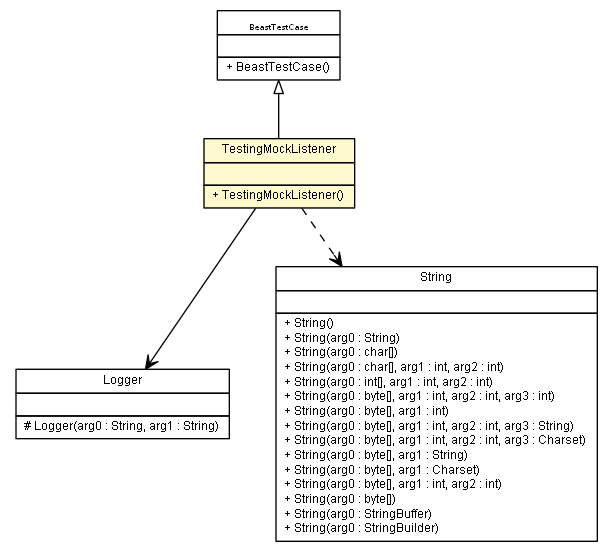 BeastTestCase
+ BeastTestCase()
TestingMockListener
+ TestingMockListener()
String
+ String()
+ String(arg0 : String)
+ String(arg0 : char[])
+ String(arg0 : char[], arg1 : int, arg2 : int)
+ String(arg0 : int[], arg1 : int, arg2 : int)
+ String(arg0 : byte[], arg1 : int, arg2 : int, arg3 : int)
+ String(arg0 : byte[], arg1 : int)
+ String(arg0 : byte[], arg1 : int, arg2 : int, arg3 : String)
+ String(arg0 : byte[], arg1 : int, arg2 : int, arg3 : Charset)
+ String(arg0 : byte[], arg1 : String)
+ String(arg0 : byte[], arg1 : Charset)
+ String(arg0 : byte[], arg1 : int, arg2 : int)
+ String(arg0 : byte[])
+ String(arg0 : StringBuffer)
+ String(arg0 : StringBuilder)
Logger
# Logger(arg0 : String, arg1 : String)